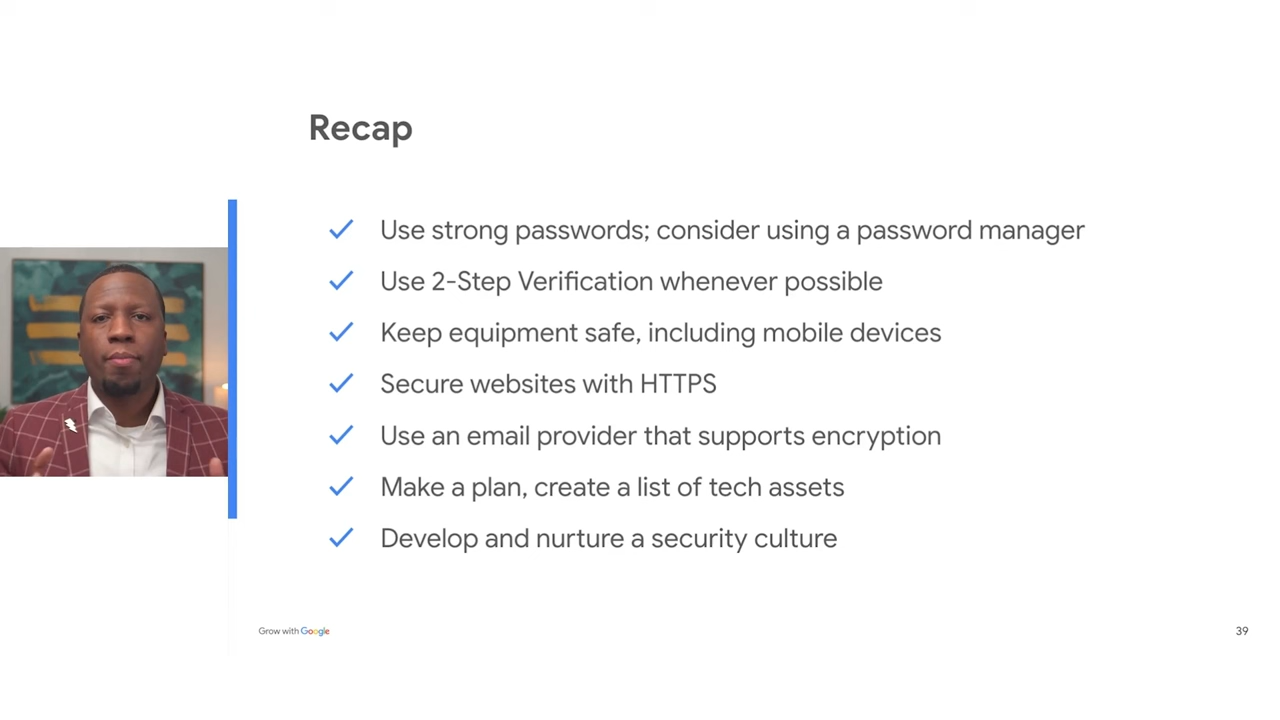 Recap
Use strong passwords; consider using a password manager
Use 2-Step Verification whenever possible
Keep equipment safe, including mobile devices
Secure websites with HTTPS
Use an email provider that supports encryption
Make a plan, create a list of tech assets
Develop and nurture a security culture
Grow with Google
39